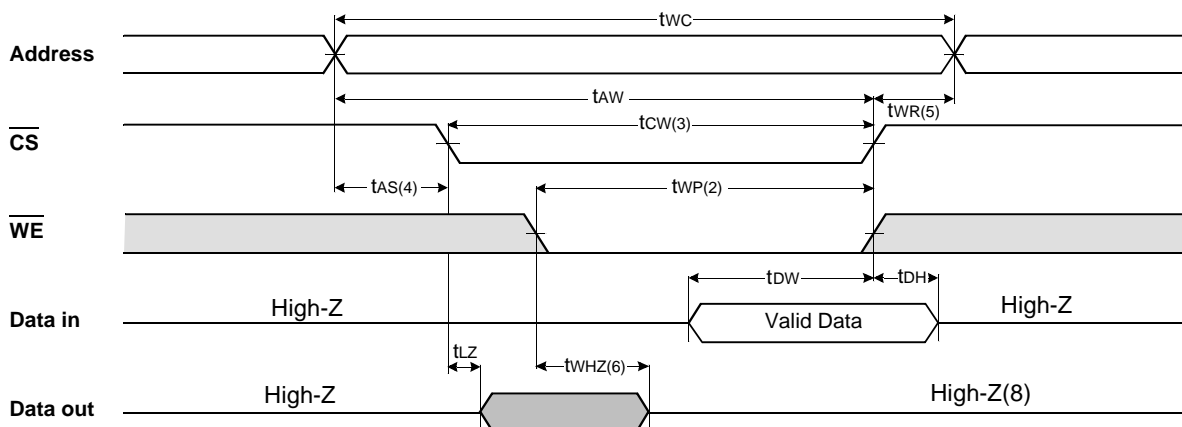 tWC
Address
tAW
tWR(5)
tCW(3)
CS
tAS(4)
tWP(2)
WE
tDW
tDH
High-Z
High-Z
Data in
Valid Data
tLZ
tWHZ(6)
High-Z
High-Z(8)
Data out